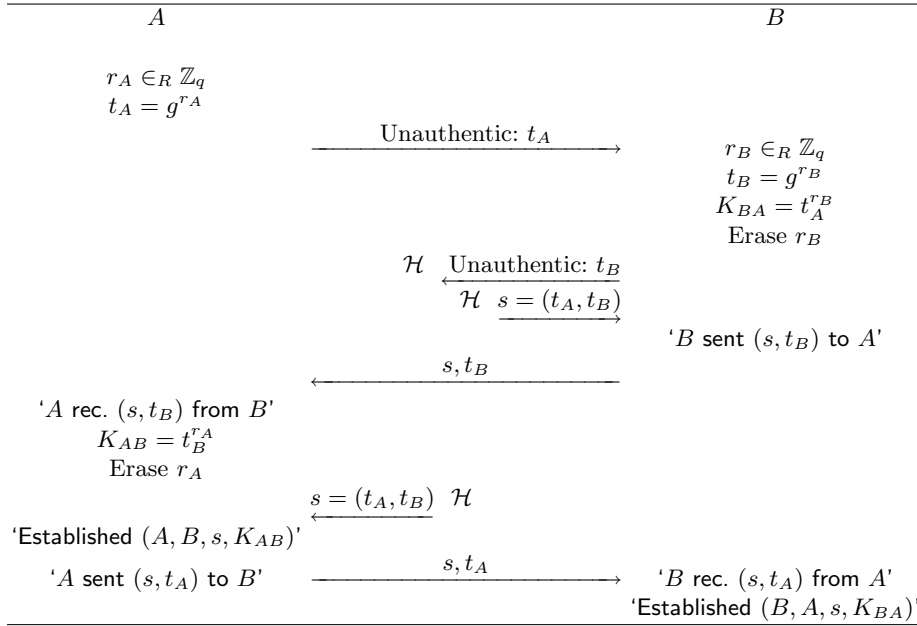 A B
r_A ∈_R ℤ_q
t_A = g^{r_A}
Unauthentic: t_A
r_B ∈_R ℤ_q
t_B = g^{r_B}
K_{BA} = t_A^{r_B}
Erase r_B
ℋ Unauthentic: t_B
ℋ s = (t_A, t_B)
‘B sent (s, t_B) to A’
s, t_B
‘A rec. (s, t_B) from B’
K_{AB} = t_B^{r_A}
Erase r_A
s = (t_A, t_B) ℋ
‘Established (A, B, s, K_{AB})’
‘A sent (s, t_A) to B’ s, t_A ‘B rec. (s, t_A) from A’
‘Established (B, A, s, K_{BA})’